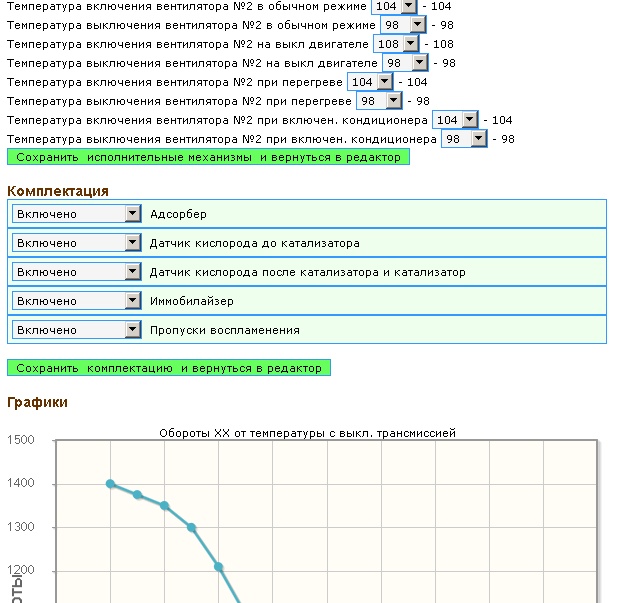 Температура включения вентилятора №2 в обычном режиме 104 - 104
Температура выключения вентилятора №2 в обычном режиме 98 - 98
Температура включения вентилятора №2 на выкл двигателе 108 - 108
Температура выключения вентилятора №2 на выкл двигателе 98 - 98
Температура включения вентилятора №2 при перегреве 104 - 104
Температура выключения вентилятора №2 при перегреве 98 - 98
Температура включения вентилятора №2 при включен. кондиционера 104 - 104
Температура выключения вентилятора №2 при включен. кондиционера 98 - 98
Сохранить исполнительные механизмы и вернуться в редактор
Комплектация
Включено Адсорбер
Включено Датчик кислорода до катализатора
Включено Датчик кислорода после катализатора и катализатор
Включено Иммобилайзер
Включено Пропуски воспламенения
Сохранить комплектацию и вернуться в редактор
Графики
Обороты ХХ от температуры с выкл. трансмиссией
1500
1400
1300
1200